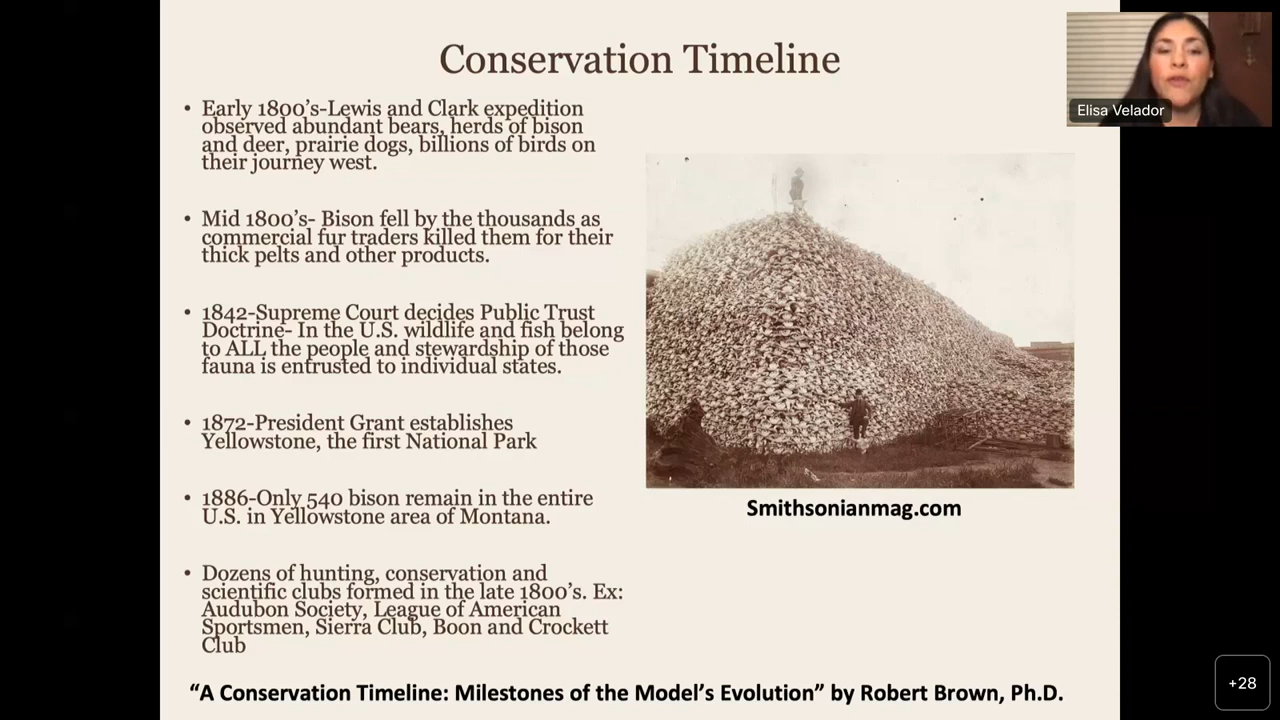 Conservation Timeline
Elisa Velador
• Early 1800's-Lewis and Clark expedition
observed abundant bears, herds of bison
and deer, prairie dogs, billions of birds on
their journey west.
• Mid 1800's- Bison fell by the thousands as
commercial fur traders killed them for their
thick pelts and other products.
• 1842-Supreme Court decides Public Trust
Doctrine- In the U.S. wildlife and fish belong
to ALL the people and stewardship of those
fauna is entrusted to individual states.
• 1872-President Grant establishes
Yellowstone, the first National Park
• 1886-Only 540 bison remain in the entire
U.S. in Yellowstone area of Montana.
• Dozens of hunting, conservation and
scientific clubs formed in the late 1800's. Ex:
Audubon Society, League of American
Sportsmen, Sierra Club, Boon and Crockett
Club
Smithsonianmag.com
“A Conservation Timeline: Milestones of the Model's Evolution” by Robert Brown, Ph.D.
+28